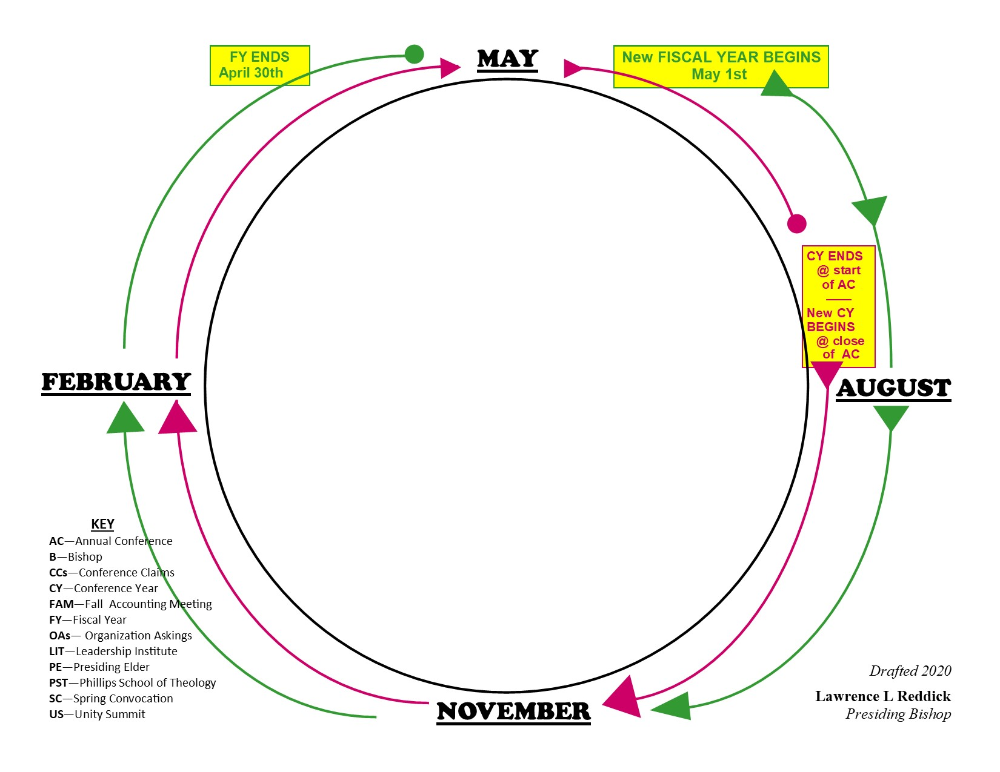 FY ENDS
April 30th
MAY
New FISCAL YEAR BEGINS
May 1st
CY ENDS
@ start
of AC
New CY
BEGINS
@ close
of  AC
FEBRUARY
AUGUST
KEY
AC—Annual Conference
B—Bishop
CCs—Conference Claims
CY—Conference Year
FAM—Fall  Accounting Meeting
FY—Fiscal Year
OAs— Organization Askings
LIT—Leadership Institute
PE—Presiding Elder
PST—Phillips School of Theology
SC—Spring Convocation
US—Unity Summit
NOVEMBER
Drafted 2020
Lawrence L Reddick
Presiding Bishop